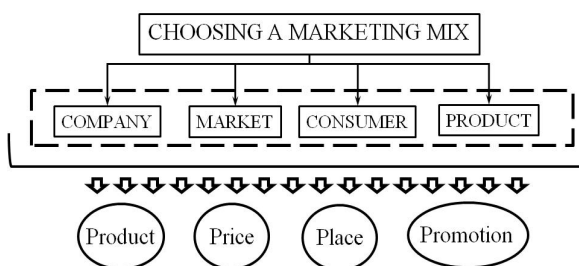 CHOOSING A MARKETING MIX
COMPANY MARKET CONSUMER PRODUCT
Product Price Place Promotion